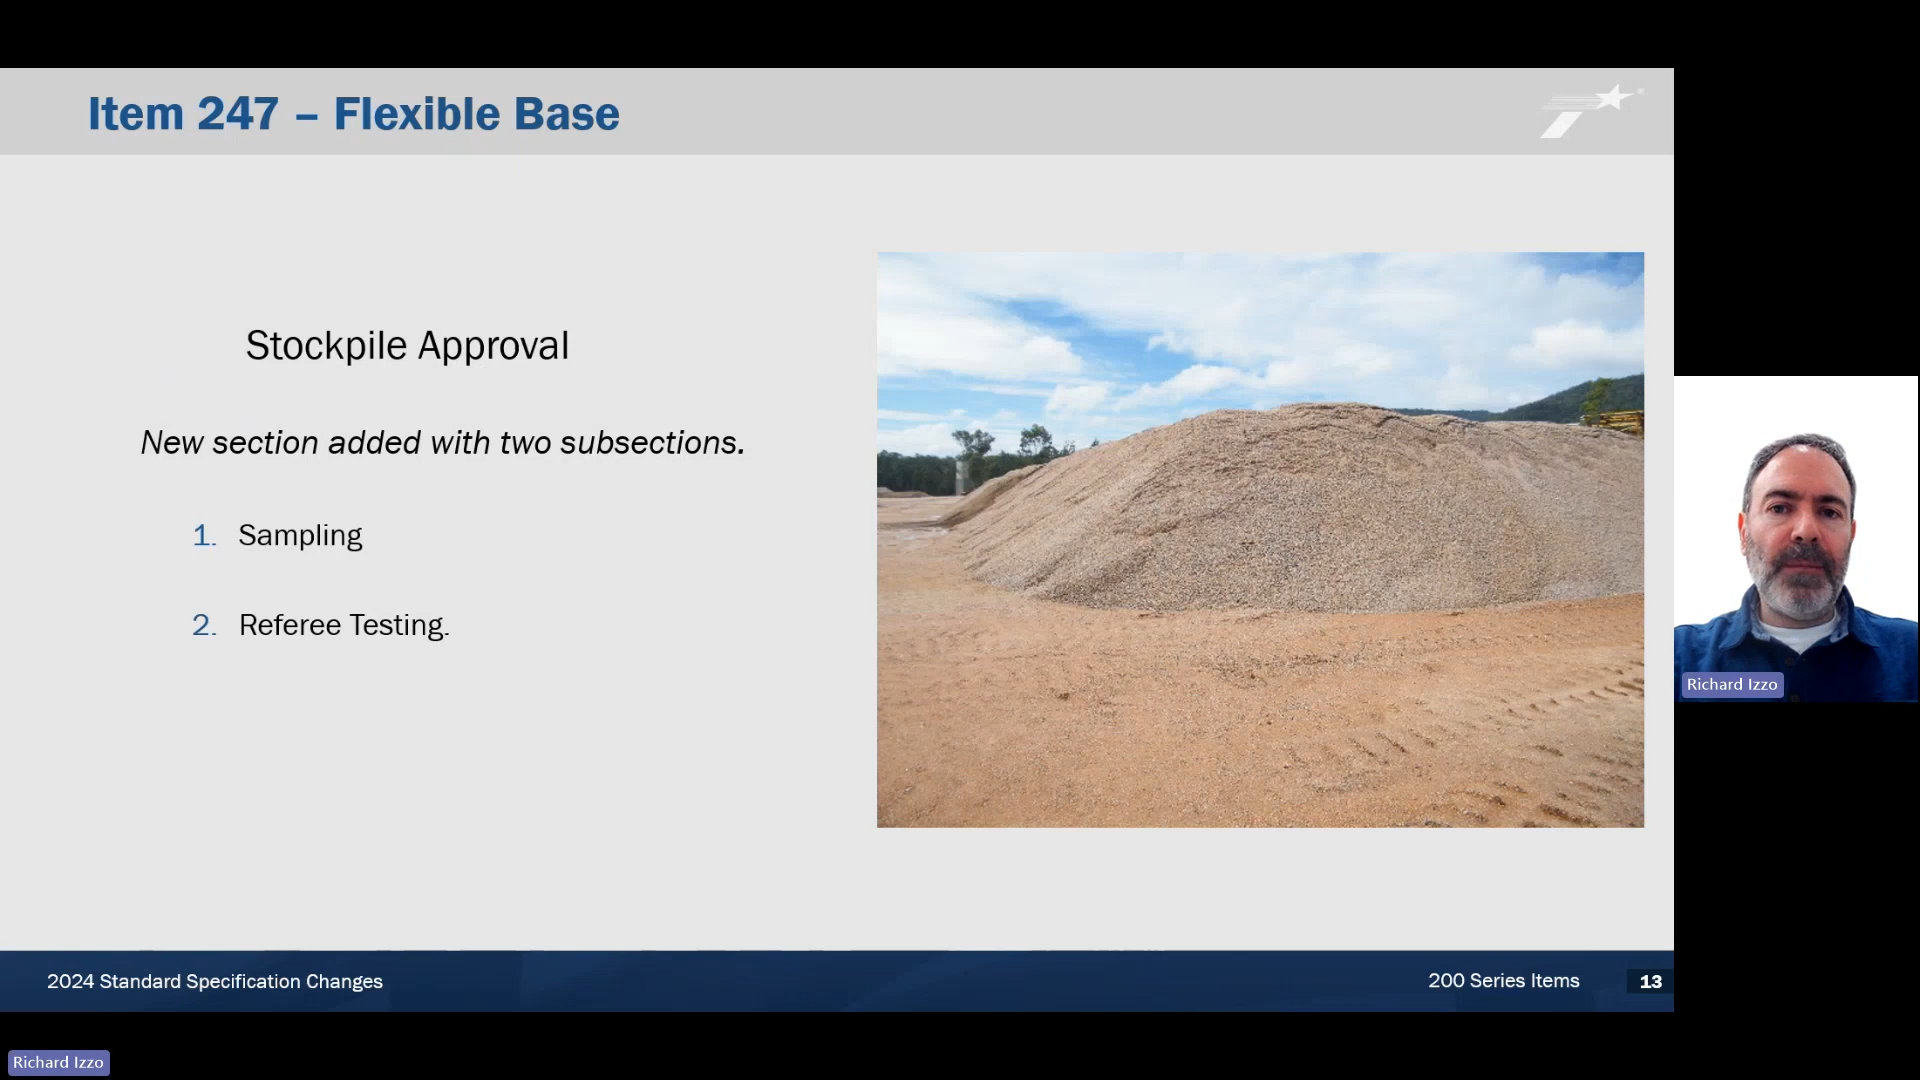 Item 247 – Flexible Base
Stockpile Approval
New section added with two subsections.
1. Sampling
2. Referee Testing.
Richard Izzo
2024 Standard Specification Changes
200 Series Items
13
Richard Izzo